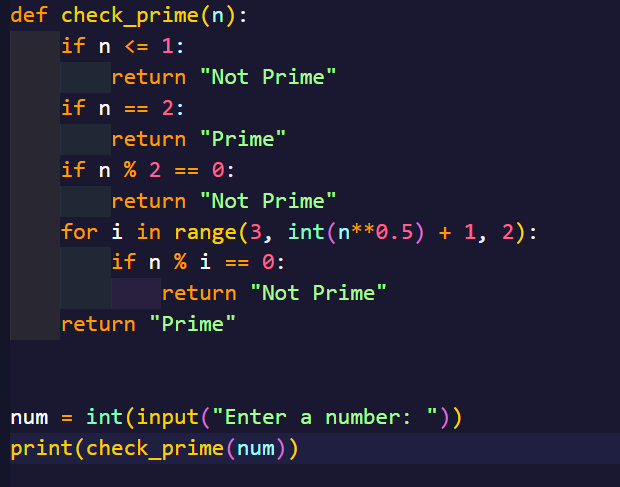 def check_prime(n):
    if n <= 1:
        return "Not Prime"
    if n == 2:
        return "Prime"
    if n % 2 == 0:
        return "Not Prime"
    for i in range(3, int(n**0.5) + 1, 2):
        if n % i == 0:
            return "Not Prime"
    return "Prime"
num = int(input("Enter a number: "))
print(check_prime(num))